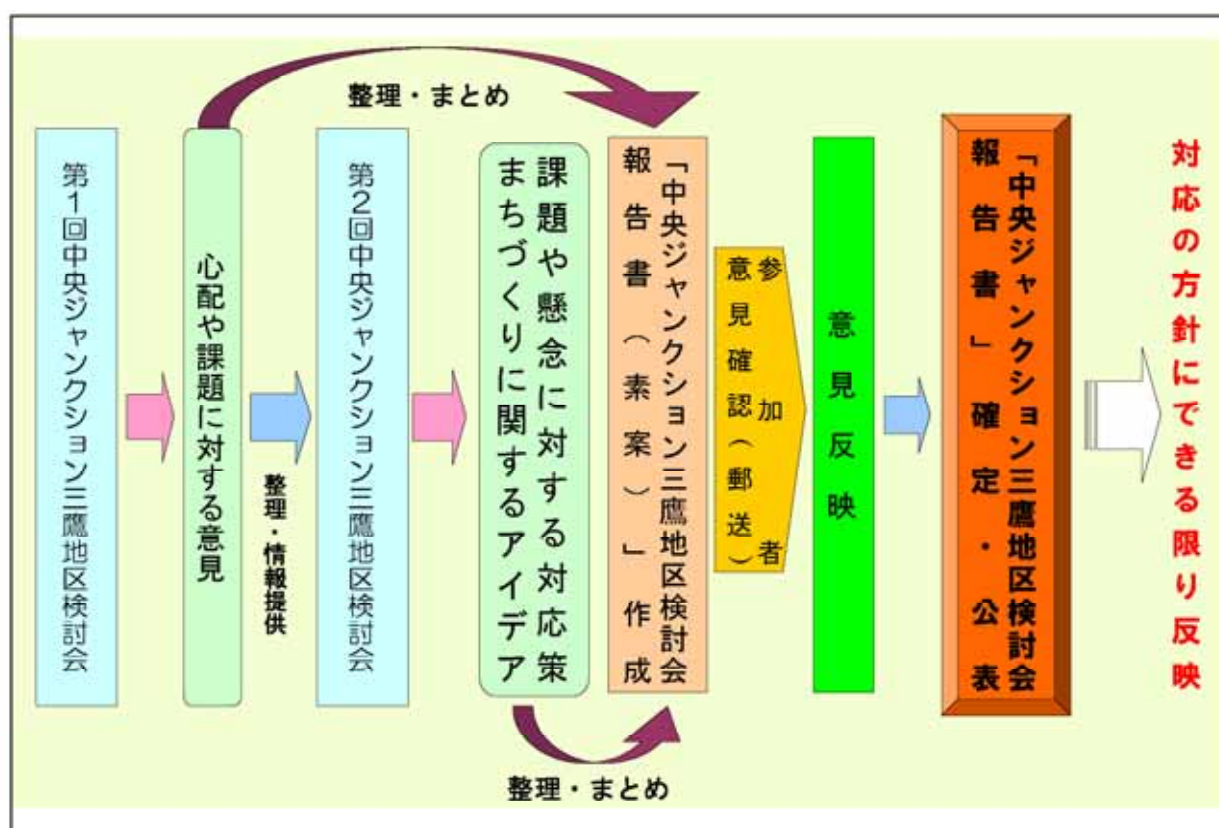 整理・まとめ
第1回中央ジャンクション三鷹地区検討会
心配や課題に対する意見
整理・情報提供
第2回中央ジャンクション三鷹地区検討会
課題や懸念に対する対応策
まちづくりに関するアイデア
整理・まとめ
「中央ジャンクション三鷹地区検討会
報告書(素案)」作成
参加者
意見確認(郵送)
意見反映
「中央ジャンクション三鷹地区検討会
報告書」確定・公表
対応の方針にできる限り反映